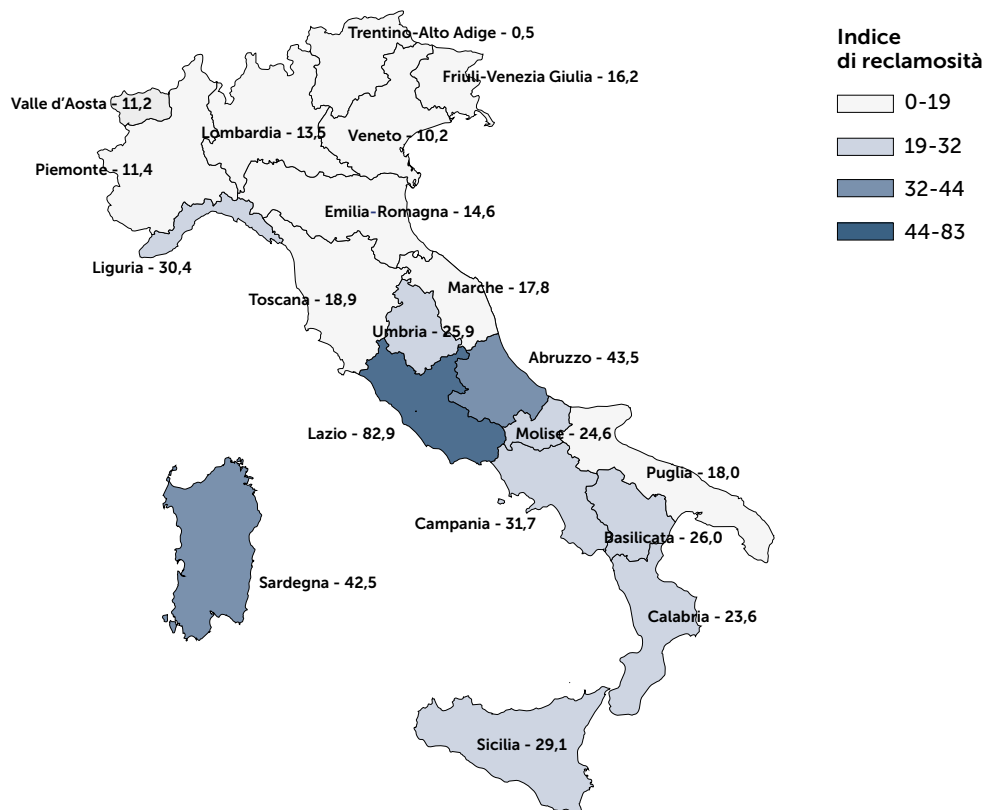 Trentino-Alto Adige - 0,5
Friuli-Venezia Giulia - 16,2
Valle d’Aosta - 11,2
Lombardia - 13,5
Veneto - 10,2
Piemonte - 11,4
Emilia-Romagna - 14,6
Liguria - 30,4
Marche - 17,8
Toscana - 18,9
Umbria - 25,9
Abruzzo - 43,5
Lazio - 82,9
Molise - 24,6
Puglia - 18,0
Campania - 31,7
Basilicata - 26,0
Sardegna - 42,5
Calabria - 23,6
Sicilia - 29,1
Indice
di reclamosità
0-19
19-32
32-44
44-83